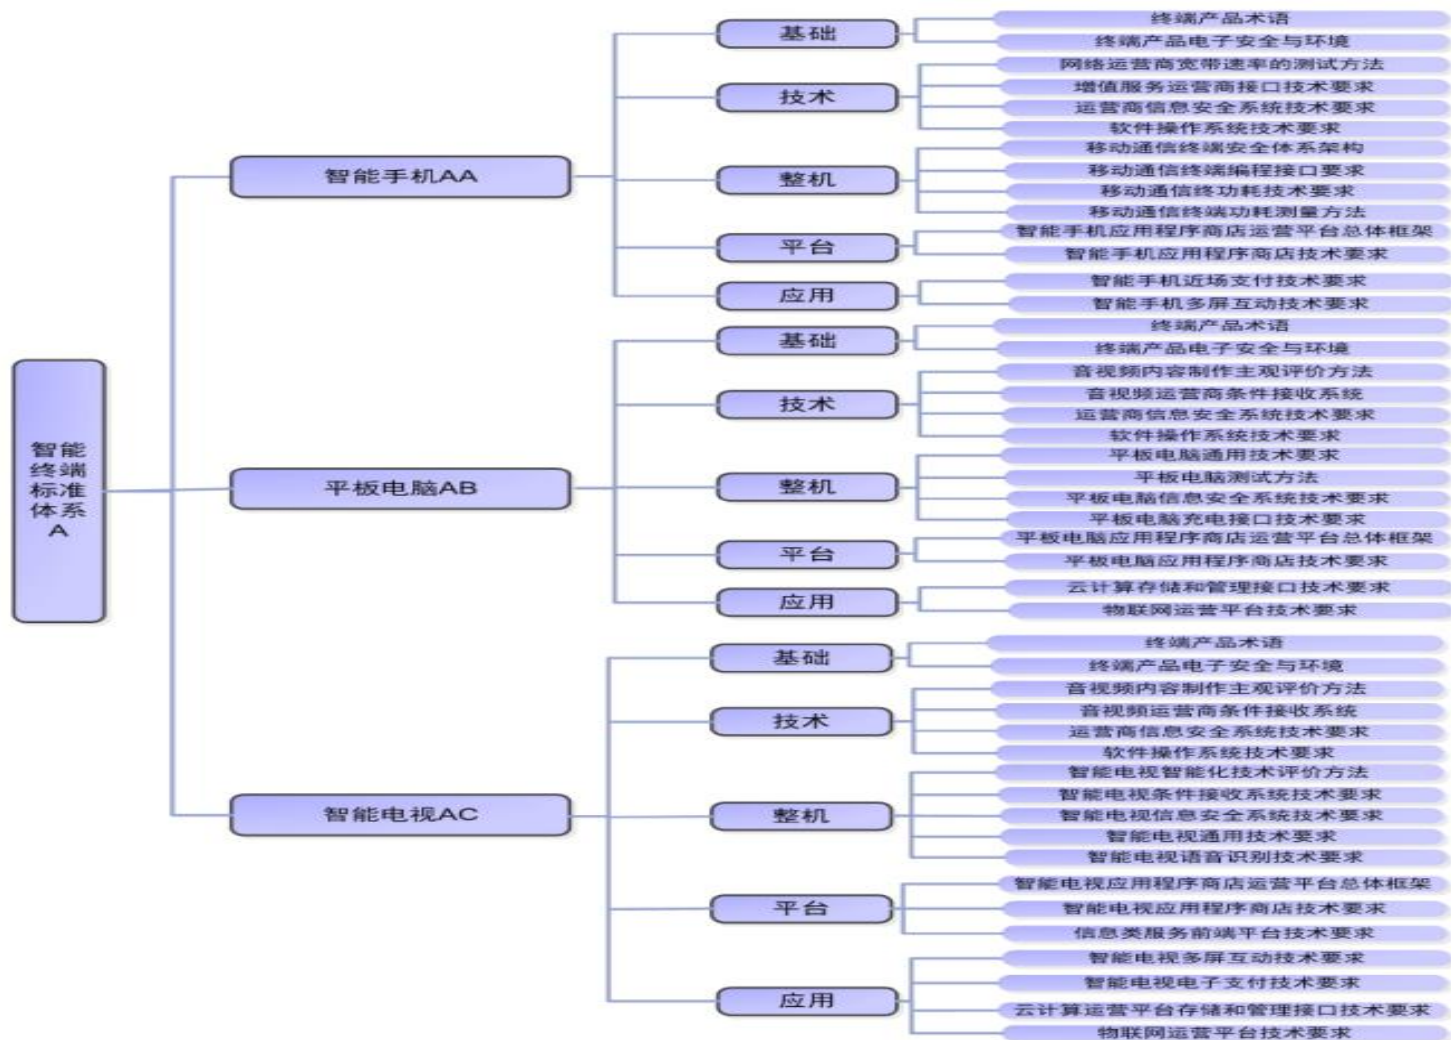 智能
终端
标准
体系
A
智能手机AA
基础
终端产品术语
终端产品电子安全与环境
技术
网络运营商宽带速率的测试方法
增值服务运营商接口技术要求
运营商信息安全系统技术要求
软件操作系统技术要求
整机
移动通信终端安全体系架构
移动通信终端编程接口要求
移动通信终功耗技术要求
移动通信终端功耗测量方法
平台
智能手机应用程序商店运营平台总体框架
智能手机应用程序商店技术要求
应用
智能手机近场支付技术要求
智能手机多屏互动技术要求
平板电脑AB
基础
终端产品术语
终端产品电子安全与环境
技术
音视频内容制作主观评价方法
音视频运营商条件接收系统
运营商信息安全系统技术要求
软件操作系统技术要求
整机
平板电脑通用技术要求
平板电脑测试方法
平板电脑信息安全系统技术要求
平板电脑充电接口技术要求
平台
平板电脑应用程序商店运营平台总体框架
平板电脑应用程序商店技术要求
应用
云计算存储和管理接口技术要求
物联网运营平台技术要求
智能电视AC
基础
终端产品术语
终端产品电子安全与环境
技术
音视频内容制作主观评价方法
音视频运营商条件接收系统
运营商信息安全系统技术要求
软件操作系统技术要求
整机
智能电视智能化技术评价方法
智能电视条件接收系统技术要求
智能电视信息安全系统技术要求
智能电视通用技术要求
智能电视语音识别技术要求
平台
智能电视应用程序商店运营平台总体框架
智能电视应用程序商店技术要求
信息类服务前端平台技术要求
应用
智能电视多屏互动技术要求
智能电视电子支付技术要求
云计算运营平台存储和管理接口技术要求
物联网运营平台技术要求